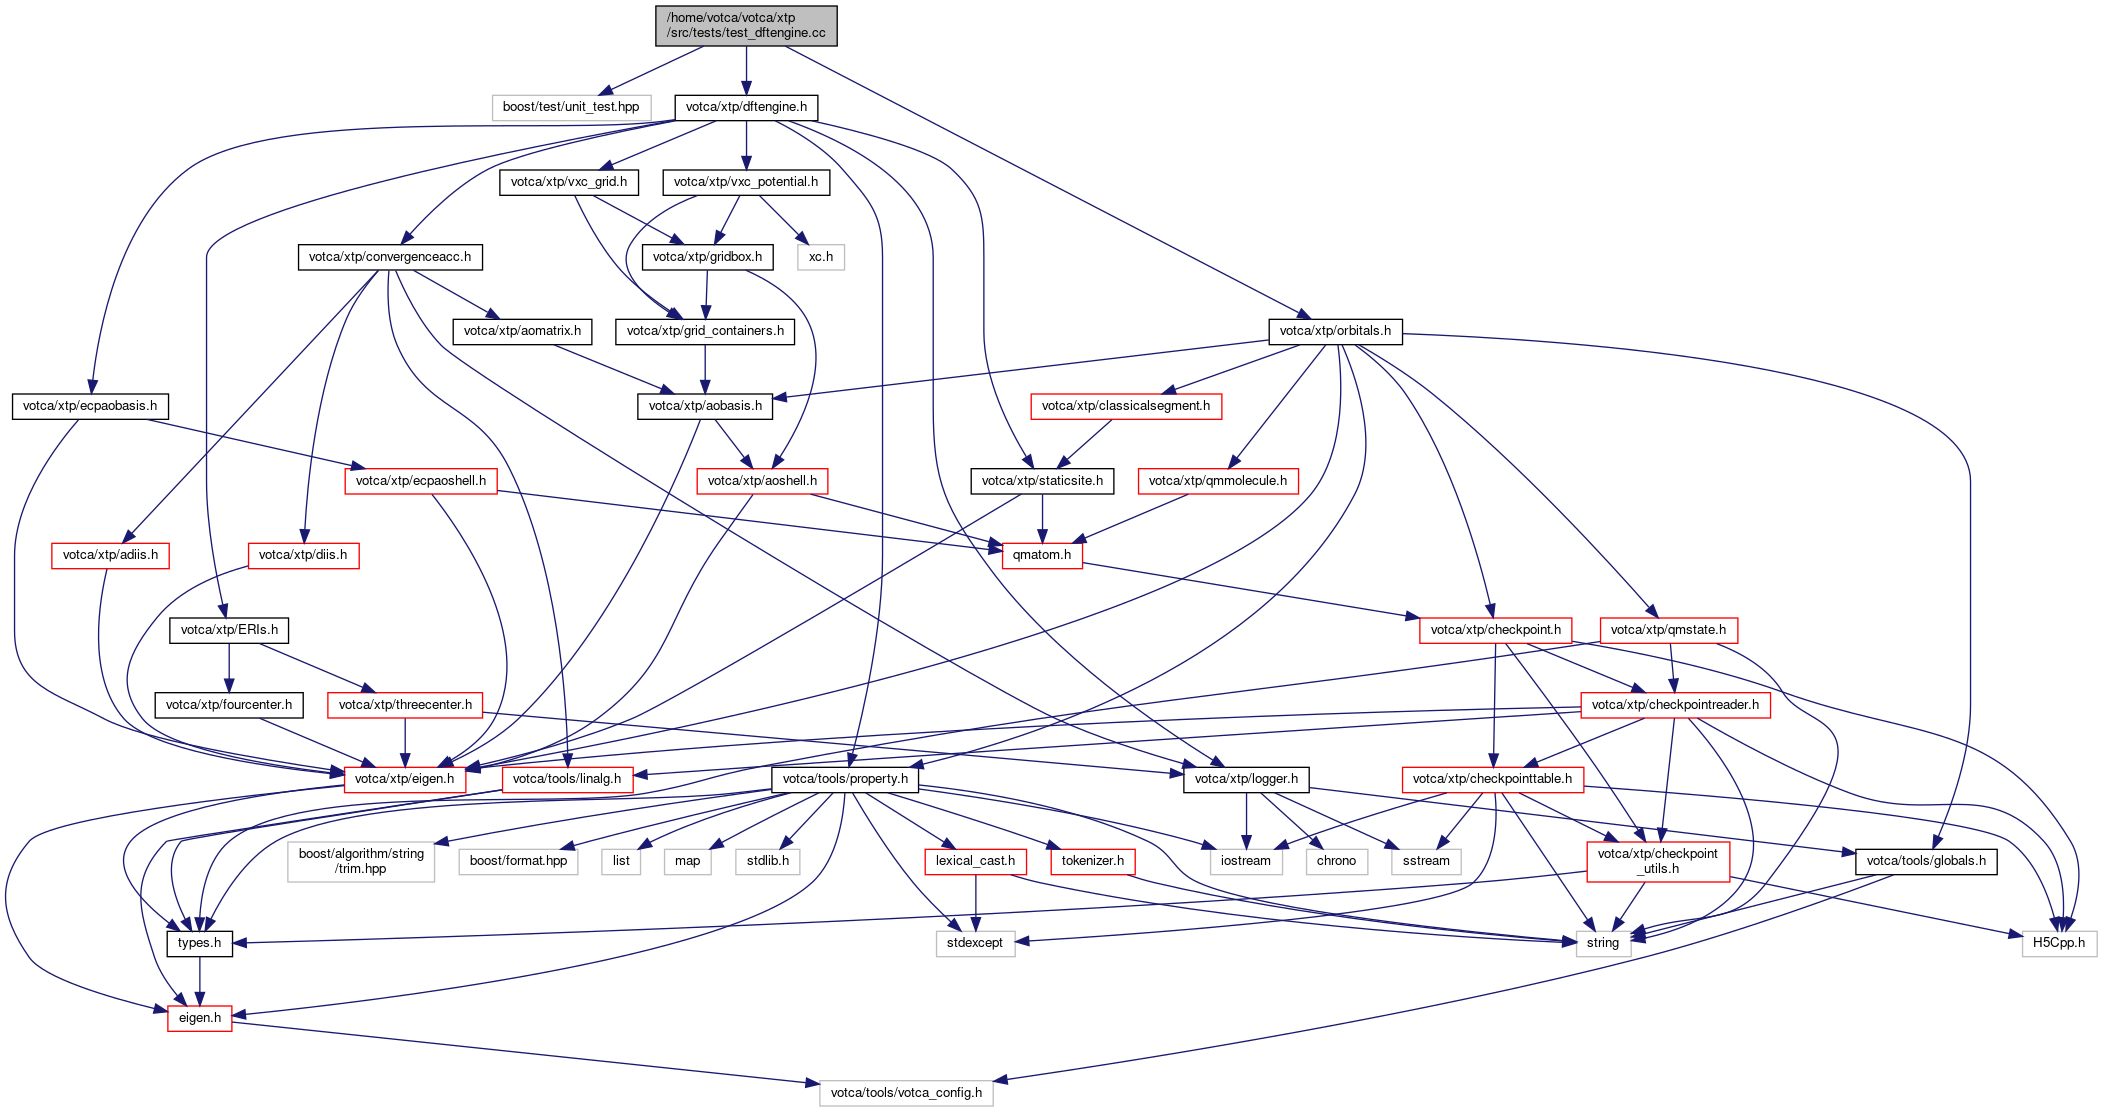 /home/votca/votca/xtp
/src/tests/test_dftengine.cc
boost/test/unit_test.hpp
votca/xtp/dftengine.h
votca/xtp/vxc_grid.h
votca/xtp/vxc_potential.h
votca/xtp/convergenceacc.h
votca/xtp/gridbox.h
xc.h
votca/xtp/aomatrix.h
votca/xtp/grid_containers.h
votca/xtp/orbitals.h
votca/xtp/ecpaobasis.h
votca/xtp/aobasis.h
votca/xtp/classicalsegment.h
votca/xtp/ecpaoshell.h
votca/xtp/aoshell.h
votca/xtp/staticsite.h
votca/xtp/qmmolecule.h
votca/xtp/adiis.h
votca/xtp/diis.h
qmatom.h
votca/xtp/ERIs.h
votca/xtp/checkpoint.h
votca/xtp/qmstate.h
votca/xtp/fourcenter.h
votca/xtp/threecenter.h
votca/xtp/checkpointreader.h
votca/xtp/eigen.h
votca/tools/linalg.h
votca/tools/property.h
votca/xtp/logger.h
votca/xtp/checkpointtable.h
boost/algorithm/string
/trim.hpp
boost/format.hpp
list
map
stdlib.h
lexical_cast.h
tokenizer.h
iostream
chrono
sstream
votca/xtp/checkpoint
_utils.h
votca/tools/globals.h
types.h
stdexcept
string
H5Cpp.h
eigen.h
votca/tools/votca_config.h